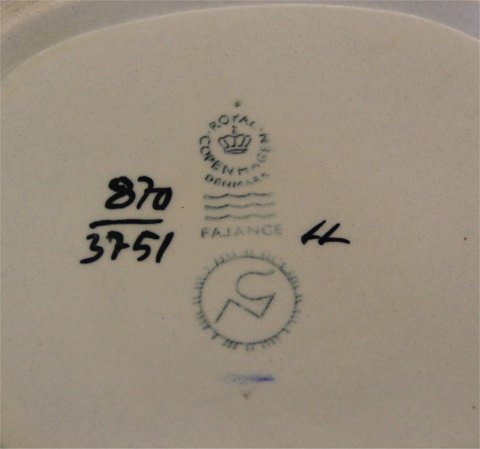 ROYAL
COPENHAGEN
DENMARK
870
3751
FAJANCE